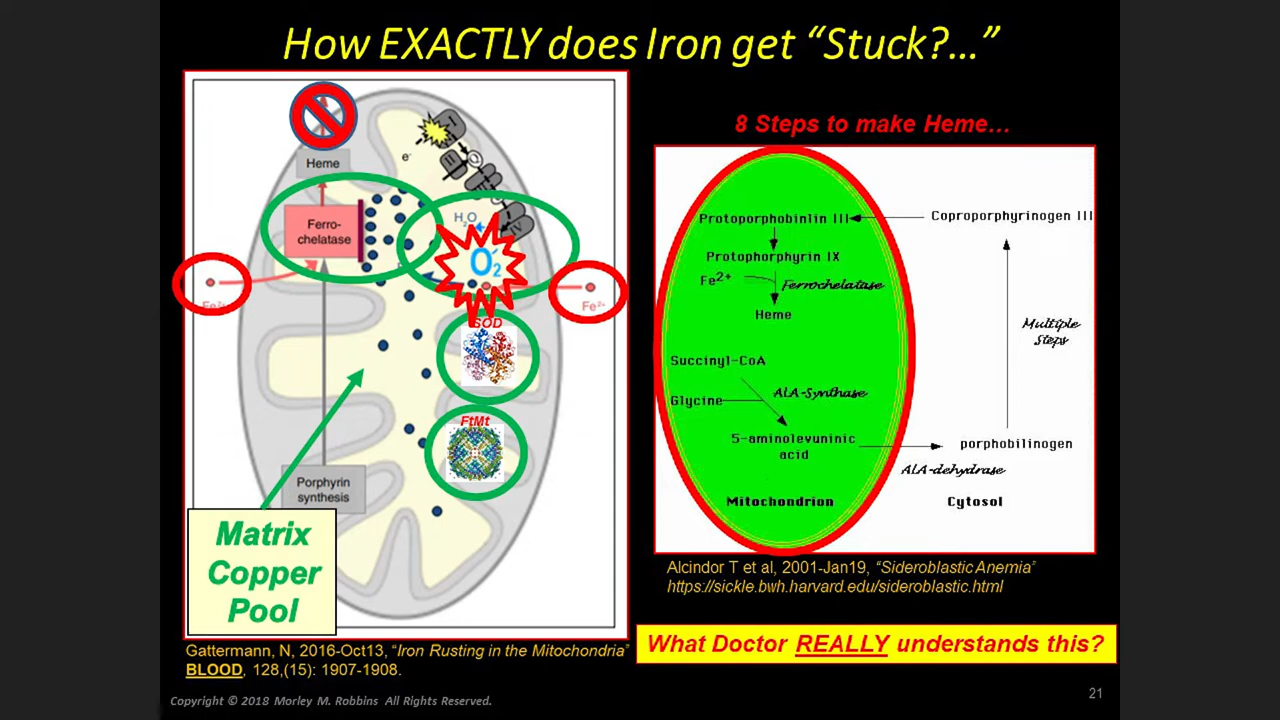 How EXACTLY does Iron get “Stuck?...”
Heme
Ferro-
chelatase
Fe²⁺
e⁻
I
II
IV
H₂O
O₂
Fe²⁺
SOD
FtMt
Porphyrin
synthesis
Matrix
Copper
Pool
Gattermann, N, 2016-Oct13, “Iron Rusting in the Mitochondria”
BLOOD, 128,(15): 1907-1908.
8 Steps to make Heme...
Protoporphobinlin III
Coproporphyrinogen III
Protophorphyrin IX
Fe²⁺
Ferrochelatase
Heme
Multiple
Steps
Succinyl-CoA
AlA-Synthase
Glycine
5-aminolevuninic
acid
porphobilinogen
AlA-dehydrase
Mitochondrion
Cytosol
Alcindor T et al, 2001-Jan19, “Sideroblastic Anemia”
https://sickle.bwh.harvard.edu/sideroblastic.html
What Doctor REALLY understands this?
Copyright © 2018 Morley M. Robbins All Rights Reserved.
21